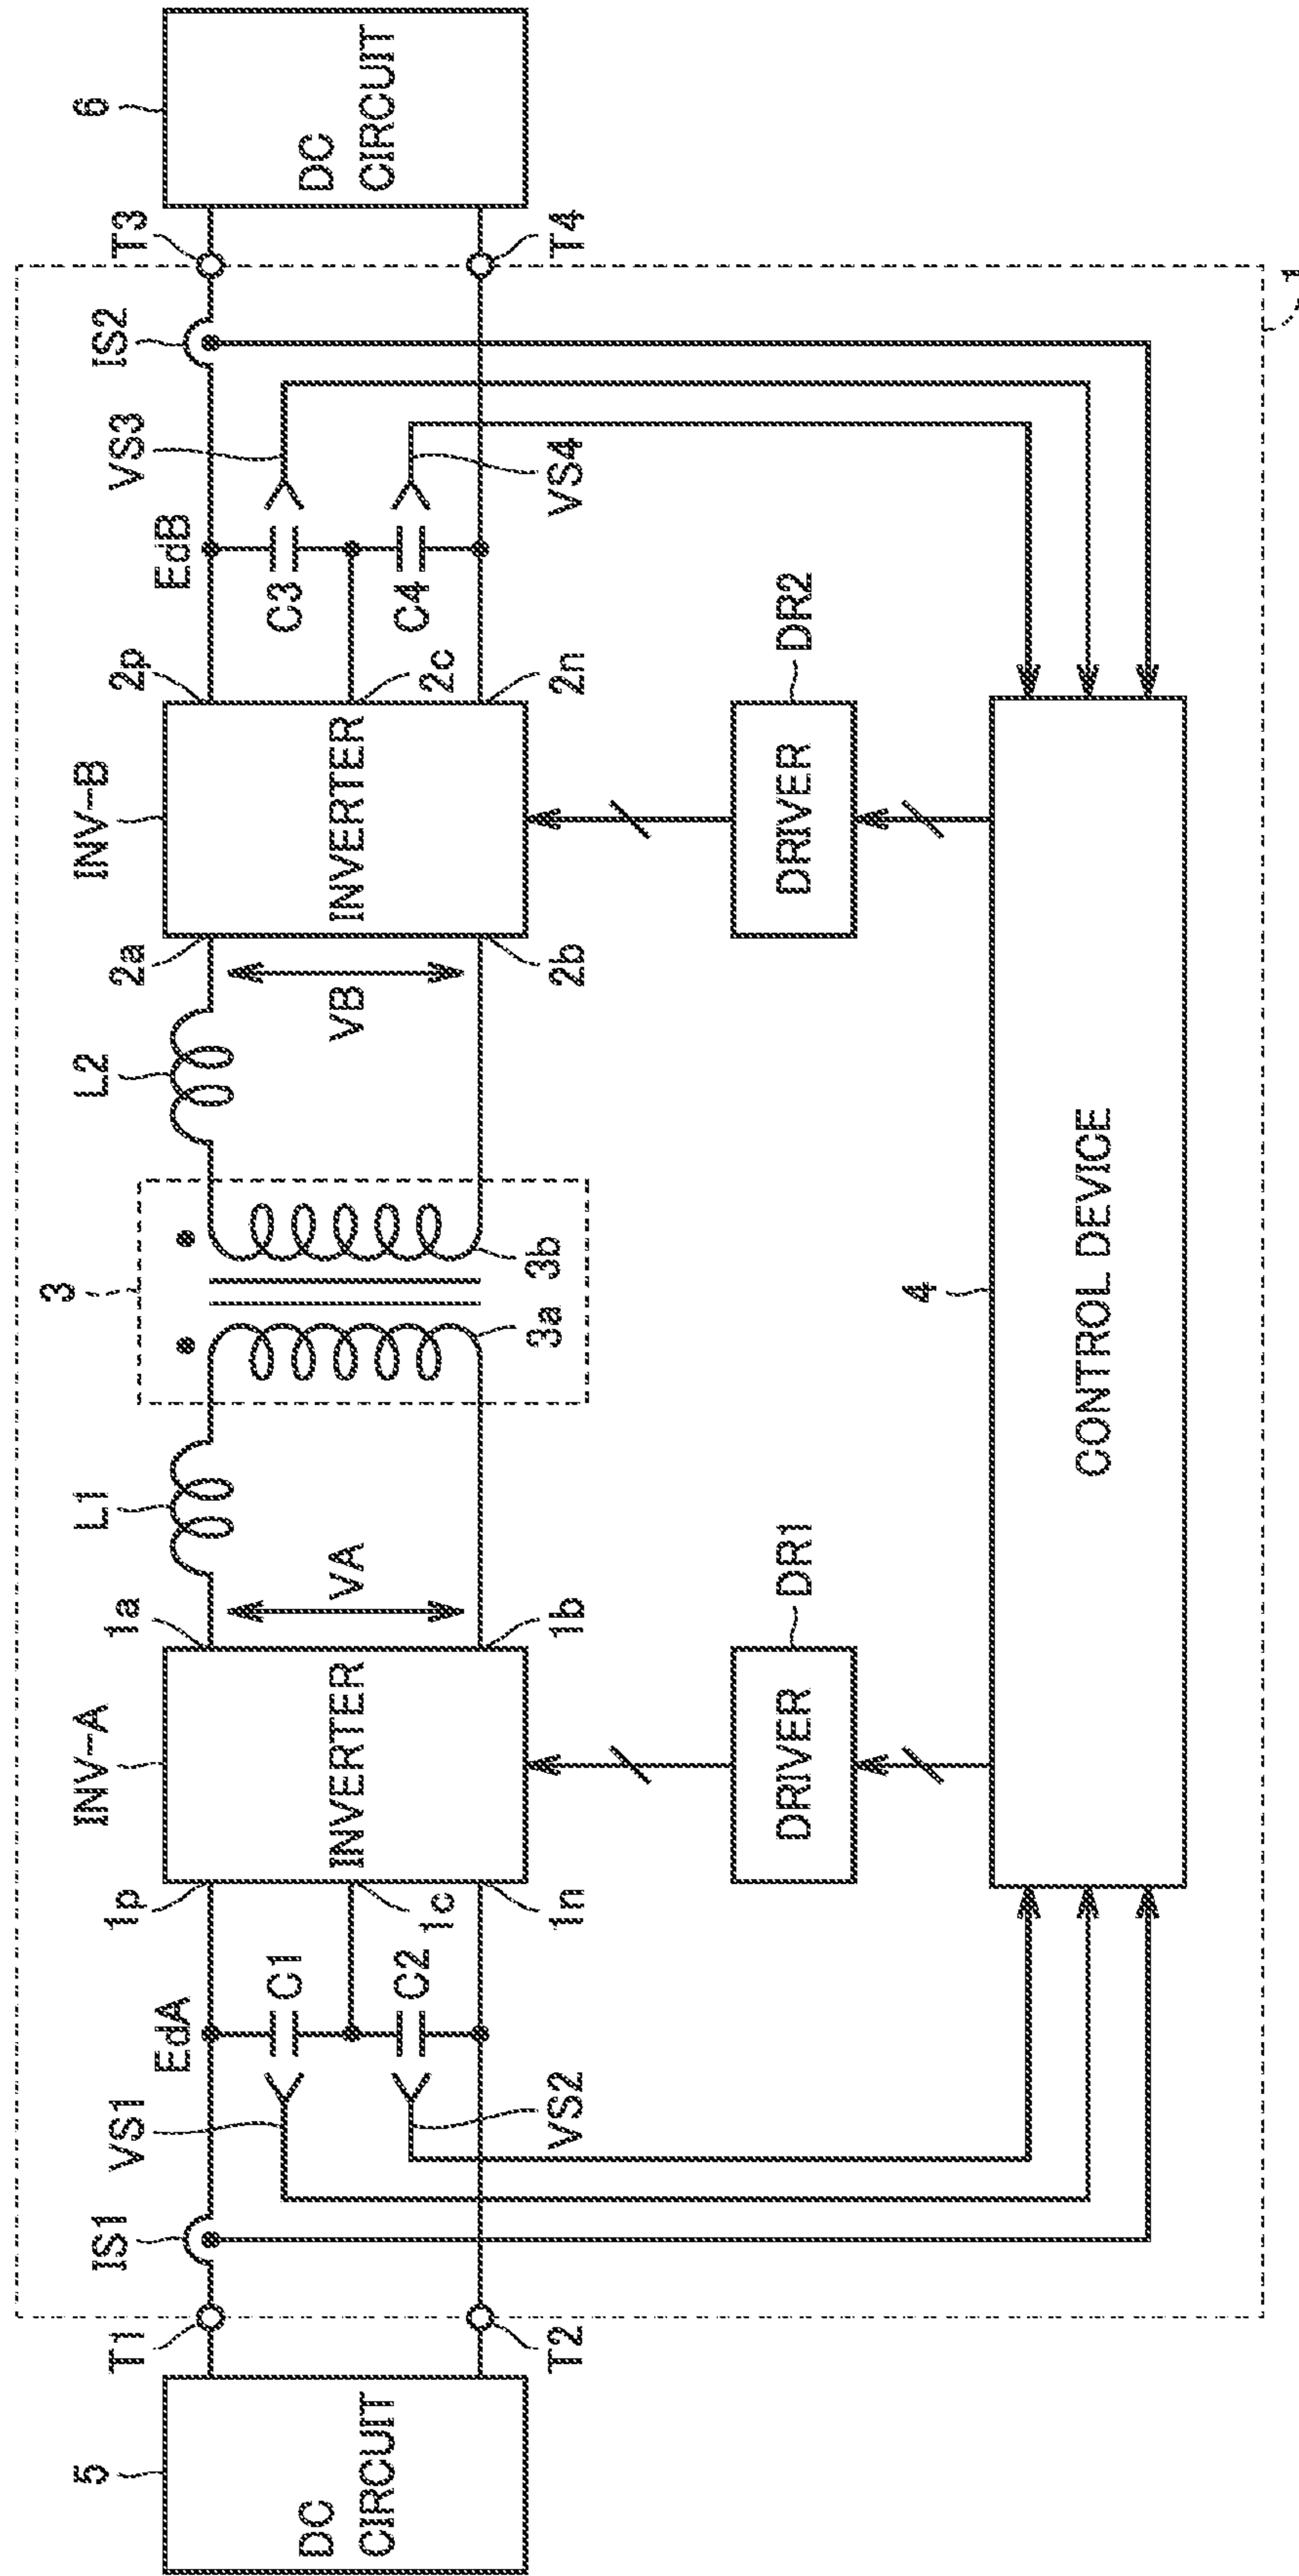 5
DC
CIRCUIT
T1
T2
IS1
VS1
VS2
EdA
C1
C2
1p
1c
1n
INV-A
INVERTER
1a
1b
VA
L1
3
3a
3b
L2
VB
2a
2b
INV-B
INVERTER
2p
2c
2n
EdB
C3
C4
VS3
VS4
IS2
T3
T4
6
DC
CIRCUIT
DRIVER
DR1
DRIVER
DR2
4
CONTROL DEVICE
1